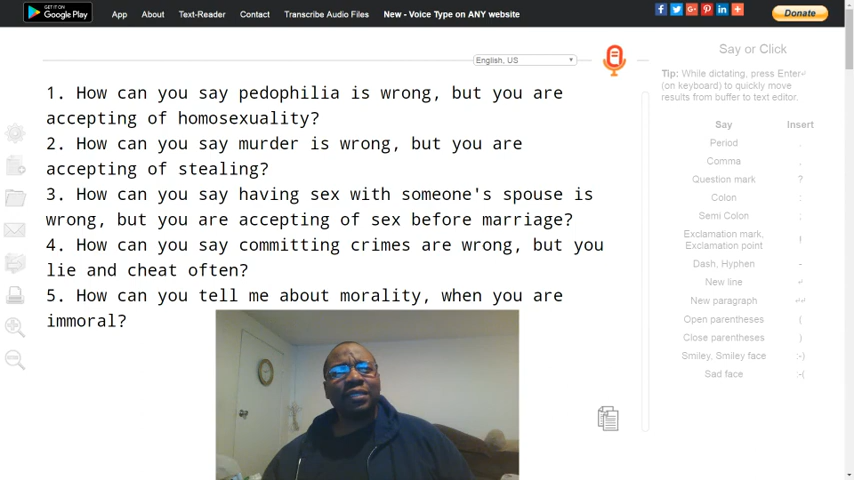 GET IT ON
Google Play
App
About
Text-Reader
Contact
Transcribe Audio Files
New - Voice Type on ANY website
Donate
English, US
Say or Click
Tip: While dictating, press Enter↵
(on keyboard) to quickly move
results from buffer to text editor.
Say Insert
Period .
Comma ,
Question mark ?
Colon :
Semi Colon ;
Exclamation mark,
Exclamation point !
Dash, Hyphen -
New line ↵
New paragraph ↵↵
Open parentheses (
Close parentheses )
Smiley, Smiley face :-)
Sad face :-(
1. How can you say pedophilia is wrong, but you are
accepting of homosexuality?
2. How can you say murder is wrong, but you are
accepting of stealing?
3. How can you say having sex with someone's spouse is
wrong, but you are accepting of sex before marriage?
4. How can you say committing crimes are wrong, but you
lie and cheat often?
5. How can you tell me about morality, when you are
immoral?